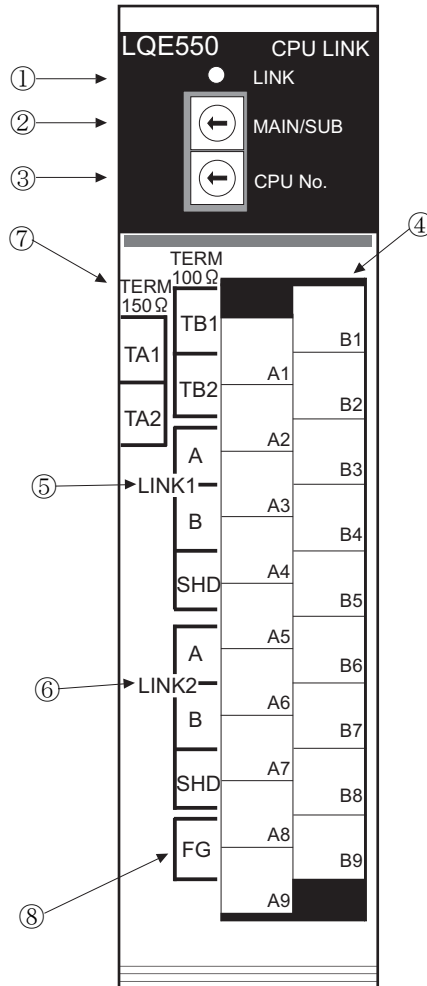 LQE550 CPU LINK
① LINK
② MAIN/SUB
③ CPU No.
⑦
④
TERM
100Ω
TERM
150Ω
TB1
B1
TA1
A1
TB2
B2
TA2
A2
A
B3
⑤ LINK1
A3
B
B4
A4
SHD
B5
A5
A
B6
⑥ LINK2
A6
B
B7
A7
SHD
B8
A8
FG
B9
A9
⑧